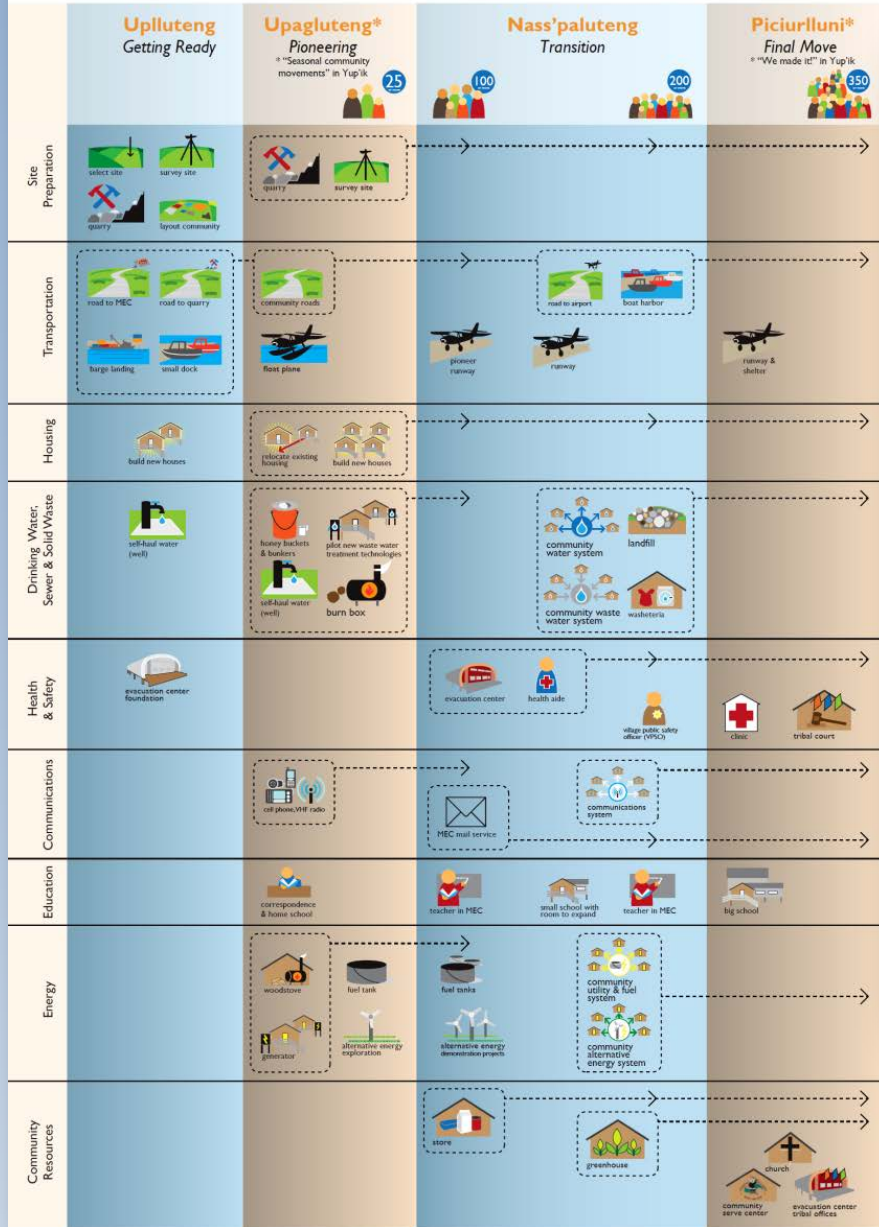 Uplluteng
Getting Ready
Upagluteng*
Pioneering
* "Seasonal community
movements" in Yup'ik
25
Nass'paluteng
Transition
100
200
Piciurlluni*
Final Move
* "We made it!" in Yup'ik
350
Site
Preparation
select site
survey site
quarry
layout community
quarry
survey site
Transportation
road to MEC
road to quarry
barge landing
small dock
community roads
float plane
pioneer
runway
road to airport
boat harbor
runway
runway &
shelter
Housing
build new houses
relocate existing
housing
build new houses
Drinking Water,
Sewer & Solid Waste
self-haul water
(well)
honey buckets
& bunkers
pilot new waste water
treatment technologies
self-haul water
(well)
burn box
community
water system
landfill
community waste
water system
washeteria
Health
& Safety
evacuation center
foundation
evacuation center
health aide
village public safety
officer (VPSO)
clinic
tribal court
Communications
cell phone, VHF radio
MEC mail service
communications
system
Education
correspondence
& home school
teacher in MEC
small school with
room to expand
teacher in MEC
big school
Energy
woodstove
fuel tank
generator
alternative energy
exploration
fuel tanks
alternative energy
demonstration projects
community
utility & fuel
system
community
alternative
energy system
Community
Resources
store
greenhouse
church
community
serve center
evacuation center
tribal offices